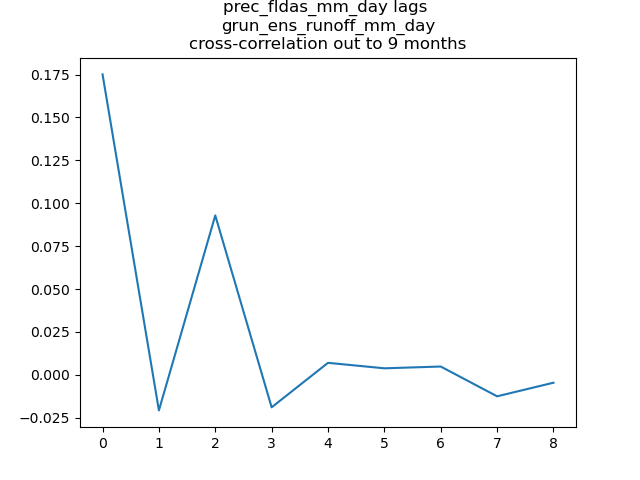 prec_fldas_mm_day lags
grun_ens_runoff_mm_day
cross-correlation out to 9 months
0.175
0.150
0.125
0.100
0.075
0.050
0.025
0.000
−0.025
0 1 2 3 4 5 6 7 8